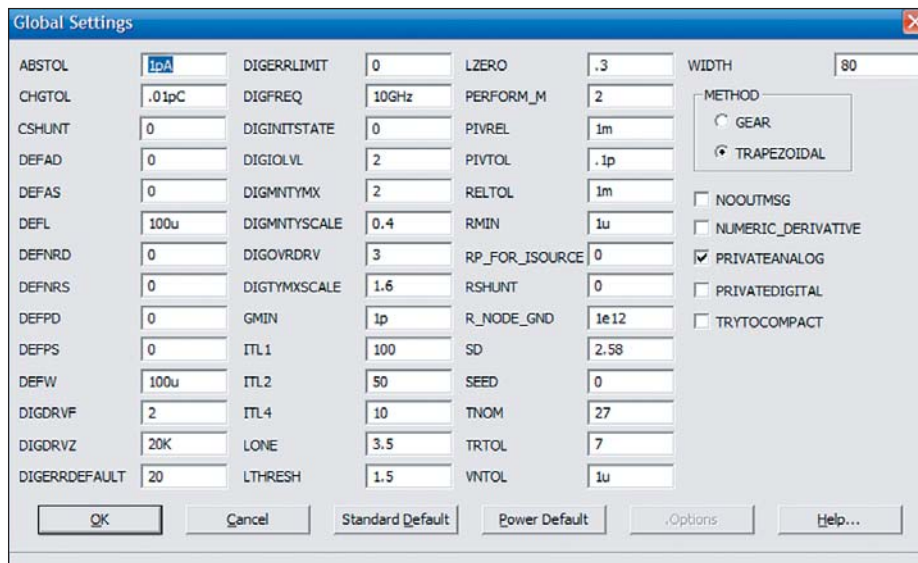 Global Settings
ABSTOL 1pA DIGERRLIMIT 0 LZERO .3 WIDTH 80
CHGTOL .01pC DIGFREQ 10GHz PERFORM_M 2 METHOD
CSHUNT 0 DIGINITSTATE 0 PIVREL 1m GEAR
DEFAD 0 DIGIOLVL 2 PIVTOL .1p TRAPEZOIDAL
DEFAS 0 DIGMNTYMX 2 RELTOL 1m NOOUTMSG
DEFL 100u DIGMNTYSCALE 0.4 RMIN 1u NUMERIC_DERIVATIVE
DEFNRD 0 DIGOVRDRV 3 RP_FOR_ISOURCE 0 PRIVATEANALOG
DEFNRS 0 DIGTYMXSCALE 1.6 RSHUNT 0 PRIVATEDIGITAL
DEFPD 0 GMIN 1p R_NODE_GND 1e12 TRYTOCOMPACT
DEFPS 0 ITL1 100 SD 2.58
DEFW 100u ITL2 50 SEED 0
DIGDRVF 2 ITL4 10 TNOM 27
DIGDRVZ 20K LONE 3.5 TRTOL 7
DIGERRDEFAULT 20 LTHRESH 1.5 VNTOL 1u
OK Cancel Standard Default Power Default .Options Help...